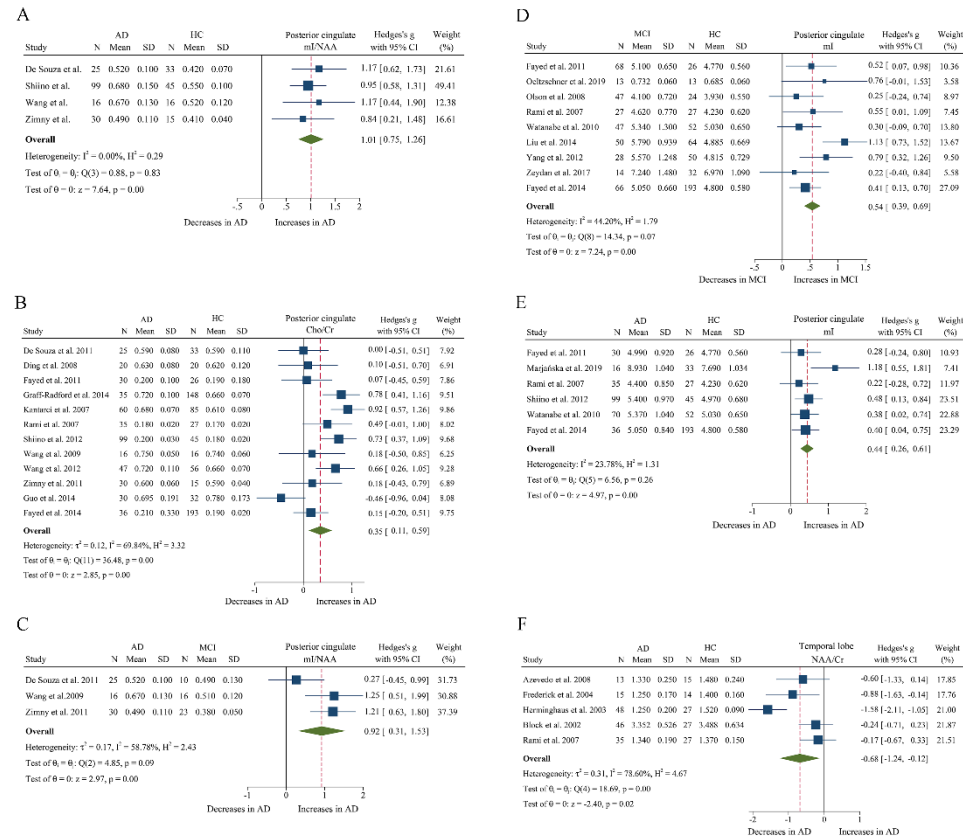 A
AD HC Posterior cingulate Hedges's g Weight
Study N Mean SD N Mean SD mI/NAA with 95% CI (%)
De Souza et al. 25 0.520 0.100 33 0.420 0.070 1.17 [ 0.62, 1.73] 21.61
Shiino et al. 99 0.680 0.150 45 0.550 0.100 0.95 [ 0.58, 1.31] 49.41
Wang et al. 16 0.670 0.130 16 0.520 0.120 1.17 [ 0.44, 1.90] 12.38
Zimny et al. 30 0.490 0.110 15 0.410 0.040 0.84 [ 0.21, 1.48] 16.61
Overall 1.01 [ 0.75, 1.26]
Heterogeneity: I² = 0.00%, H² = 0.29
Test of θᵢ = θⱼ: Q(3) = 0.88, p = 0.83
Test of θ = 0: z = 7.64, p = 0.00
-.5 0 .5 1 1.5 2
Decreases in AD Increases in AD
B
AD HC Posterior cingulate Hedges's g Weight
Study N Mean SD N Mean SD Cho/Cr with 95% CI (%)
De Souza et al. 2011 25 0.590 0.080 33 0.590 0.110 0.00 [ -0.51, 0.51] 7.92
Ding et al. 2008 20 0.630 0.080 20 0.620 0.120 0.10 [ -0.51, 0.70] 6.91
Fayed et al. 2011 30 0.200 0.100 26 0.190 0.180 0.07 [ -0.45, 0.59] 7.86
Graff-Radford et al. 2014 35 0.720 0.100 148 0.660 0.070 0.78 [ 0.41, 1.16] 9.51
Kantarci et al. 2007 60 0.680 0.070 85 0.610 0.080 0.92 [ 0.57, 1.26] 9.86
Rami et al. 2007 35 0.180 0.020 27 0.170 0.020 0.49 [ -0.01, 1.00] 8.02
Shiino et al. 2012 99 0.200 0.030 45 0.180 0.020 0.73 [ 0.37, 1.09] 9.68
Wang et al. 2009 16 0.750 0.050 16 0.740 0.060 0.18 [ -0.50, 0.85] 6.25
Wang et al. 2012 47 0.720 0.110 56 0.660 0.070 0.66 [ 0.26, 1.05] 9.28
Zimny et al. 2011 30 0.600 0.060 15 0.590 0.040 0.18 [ -0.43, 0.79] 6.86
Guo et al. 2014 30 0.695 0.191 32 0.780 0.173 -0.46 [ -0.96, 0.04] 8.08
Fayed et al. 2014 36 0.210 0.330 193 0.190 0.020 0.15 [ -0.20, 0.51] 9.75
Overall 0.35 [ 0.11, 0.59]
Heterogeneity: τ² = 0.12, I² = 69.84%, H² = 3.32
Test of θᵢ = θⱼ: Q(11) = 36.48, p = 0.00
Test of θ = 0: z = 2.85, p = 0.00
-1 0 1
Decreases in AD Increases in AD
C
AD MCI Posterior cingulate Hedges's g Weight
Study N Mean SD N Mean SD mI/NAA with 95% CI (%)
De Souza et al. 2011 25 0.520 0.100 10 0.490 0.130 0.27 [ -0.45, 0.99] 31.73
Wang et al.2009 16 0.670 0.130 16 0.510 0.120 1.25 [ 0.51, 1.99] 30.88
Zimny et al. 2011 30 0.490 0.110 23 0.380 0.050 1.21 [ 0.63, 1.80] 37.39
Overall 0.92 [ 0.31, 1.53]
Heterogeneity: τ² = 0.17, I² = 58.78%, H² = 2.43
Test of θᵢ = θⱼ: Q(2) = 4.85, p = 0.09
Test of θ = 0: z = 2.97, p = 0.00
-.5 0 .5 1 1.5 2
Decreases in AD Increases in AD
D
MCI HC Posterior cingulate Hedges's g Weight
Study N Mean SD N Mean SD mI with 95% CI (%)
Fayed et al. 2011 68 5.100 0.650 26 4.770 0.560 0.52 [ 0.07, 0.98] 10.36
Oeltzschner et al. 2019 13 0.732 0.060 13 0.685 0.060 0.76 [ -0.01, 1.53] 3.58
Olson et al. 2008 47 4.100 0.720 24 3.930 0.550 0.25 [ -0.24, 0.74] 8.97
Rami et al. 2007 27 4.620 0.770 27 4.230 0.620 0.55 [ 0.01, 1.09] 7.45
Watanabe et al. 2010 47 5.340 1.300 52 5.030 0.650 0.30 [ -0.09, 0.70] 13.80
Liu et al. 2014 50 5.790 0.939 64 4.885 0.669 1.13 [ 0.73, 1.52] 13.67
Yang et al. 2012 28 5.570 1.248 50 4.815 0.729 0.79 [ 0.32, 1.26] 9.50
Zeydan et al. 2017 14 7.240 1.480 32 6.970 1.090 0.22 [ -0.40, 0.84] 5.58
Fayed et al. 2014 66 5.050 0.660 193 4.800 0.580 0.41 [ 0.13, 0.70] 27.09
Overall 0.54 [ 0.39, 0.69]
Heterogeneity: I² = 44.20%, H² = 1.79
Test of θᵢ = θⱼ: Q(8) = 14.34, p = 0.07
Test of θ = 0: z = 7.24, p = 0.00
-.5 0 .5 1 1.5
Decreases in MCI Increases in MCI
E
AD HC Posterior cingulate Hedges's g Weight
Study N Mean SD N Mean SD mI with 95% CI (%)
Fayed et al. 2011 30 4.990 0.920 26 4.770 0.560 0.28 [ -0.24, 0.80] 10.93
Marjańska et al. 2019 16 8.930 1.040 33 7.690 1.034 1.18 [ 0.55, 1.81] 7.41
Rami et al. 2007 35 4.400 0.850 27 4.230 0.620 0.22 [ -0.28, 0.72] 11.97
Shiino et al. 2012 99 5.400 0.970 45 4.970 0.680 0.48 [ 0.13, 0.84] 23.51
Watanabe et al. 2010 70 5.370 1.040 52 5.030 0.650 0.38 [ 0.02, 0.74] 22.88
Fayed et al. 2014 36 5.050 0.840 193 4.800 0.580 0.40 [ 0.04, 0.75] 23.29
Overall 0.44 [ 0.26, 0.61]
Heterogeneity: I² = 23.78%, H² = 1.31
Test of θᵢ = θⱼ: Q(5) = 6.56, p = 0.26
Test of θ = 0: z = 4.97, p = 0.00
-1 0 1 2
Decreases in AD Increases in AD
F
AD HC Temporal lobe Hedges's g Weight
Study N Mean SD N Mean SD NAA/Cr with 95% CI (%)
Azevedo et al. 2008 13 1.330 0.250 15 1.480 0.240 -0.60 [ -1.33, 0.14] 17.85
Frederick et al. 2004 15 1.250 0.170 14 1.400 0.160 -0.88 [ -1.63, -0.14] 17.76
Herminghaus et al. 2003 48 1.250 0.200 27 1.520 0.090 -1.58 [ -2.11, -1.05] 21.00
Block et al. 2002 46 3.352 0.526 27 3.488 0.634 -0.24 [ -0.71, 0.23] 21.87
Rami et al. 2007 35 1.340 0.190 27 1.370 0.150 -0.17 [ -0.67, 0.33] 21.51
Overall -0.68 [ -1.24, -0.12]
Heterogeneity: τ² = 0.31, I² = 78.60%, H² = 4.67
Test of θᵢ = θⱼ: Q(4) = 18.69, p = 0.00
Test of θ = 0: z = -2.40, p = 0.02
-2 -1 0 1
Decreases in AD Increases in AD